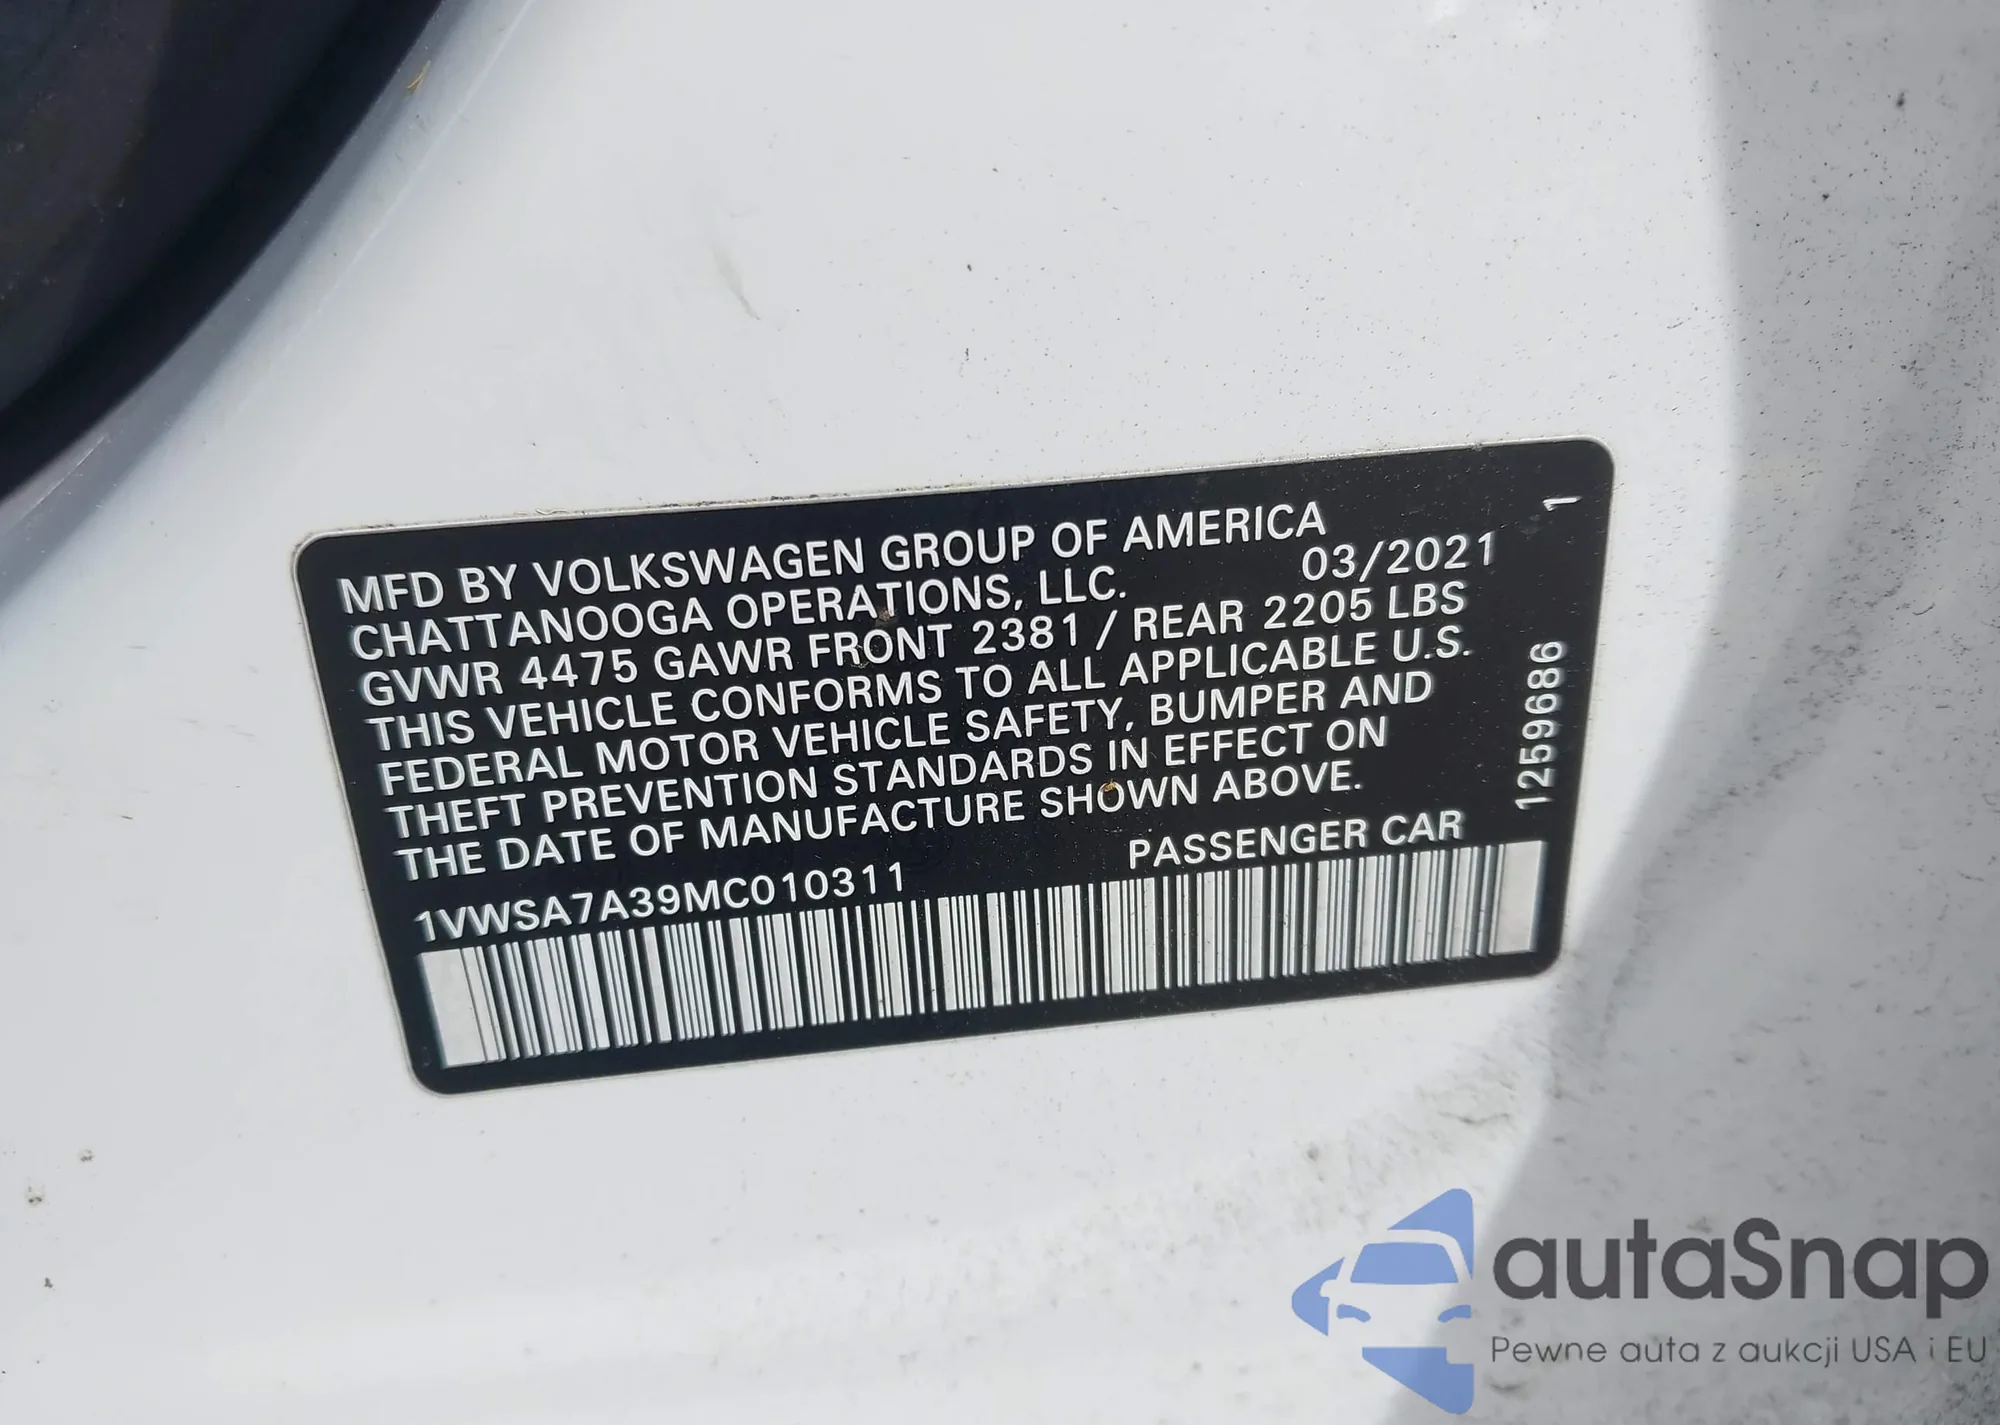 MFD BY VOLKSWAGEN GROUP OF AMERICA
CHATTANOOGA OPERATIONS, LLC. 03/2021
GVWR 4475 GAWR FRONT 2381 / REAR 2205 LBS
THIS VEHICLE CONFORMS TO ALL APPLICABLE U.S.
FEDERAL MOTOR VEHICLE SAFETY, BUMPER AND
THEFT PREVENTION STANDARDS IN EFFECT ON
THE DATE OF MANUFACTURE SHOWN ABOVE.
1VWSA7A39MC010311 PASSENGER CAR
1259686 1
autaSnap
Pewne auta z aukcji USA i EU